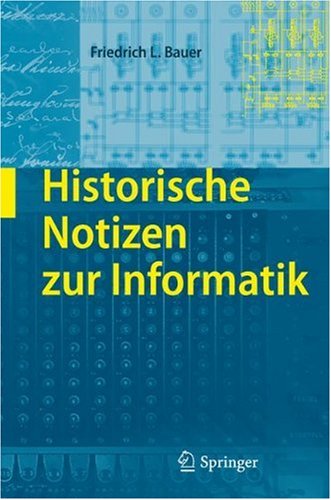 Friedrich L. Bauer
Historische
Notizen
zur Informatik
Springer